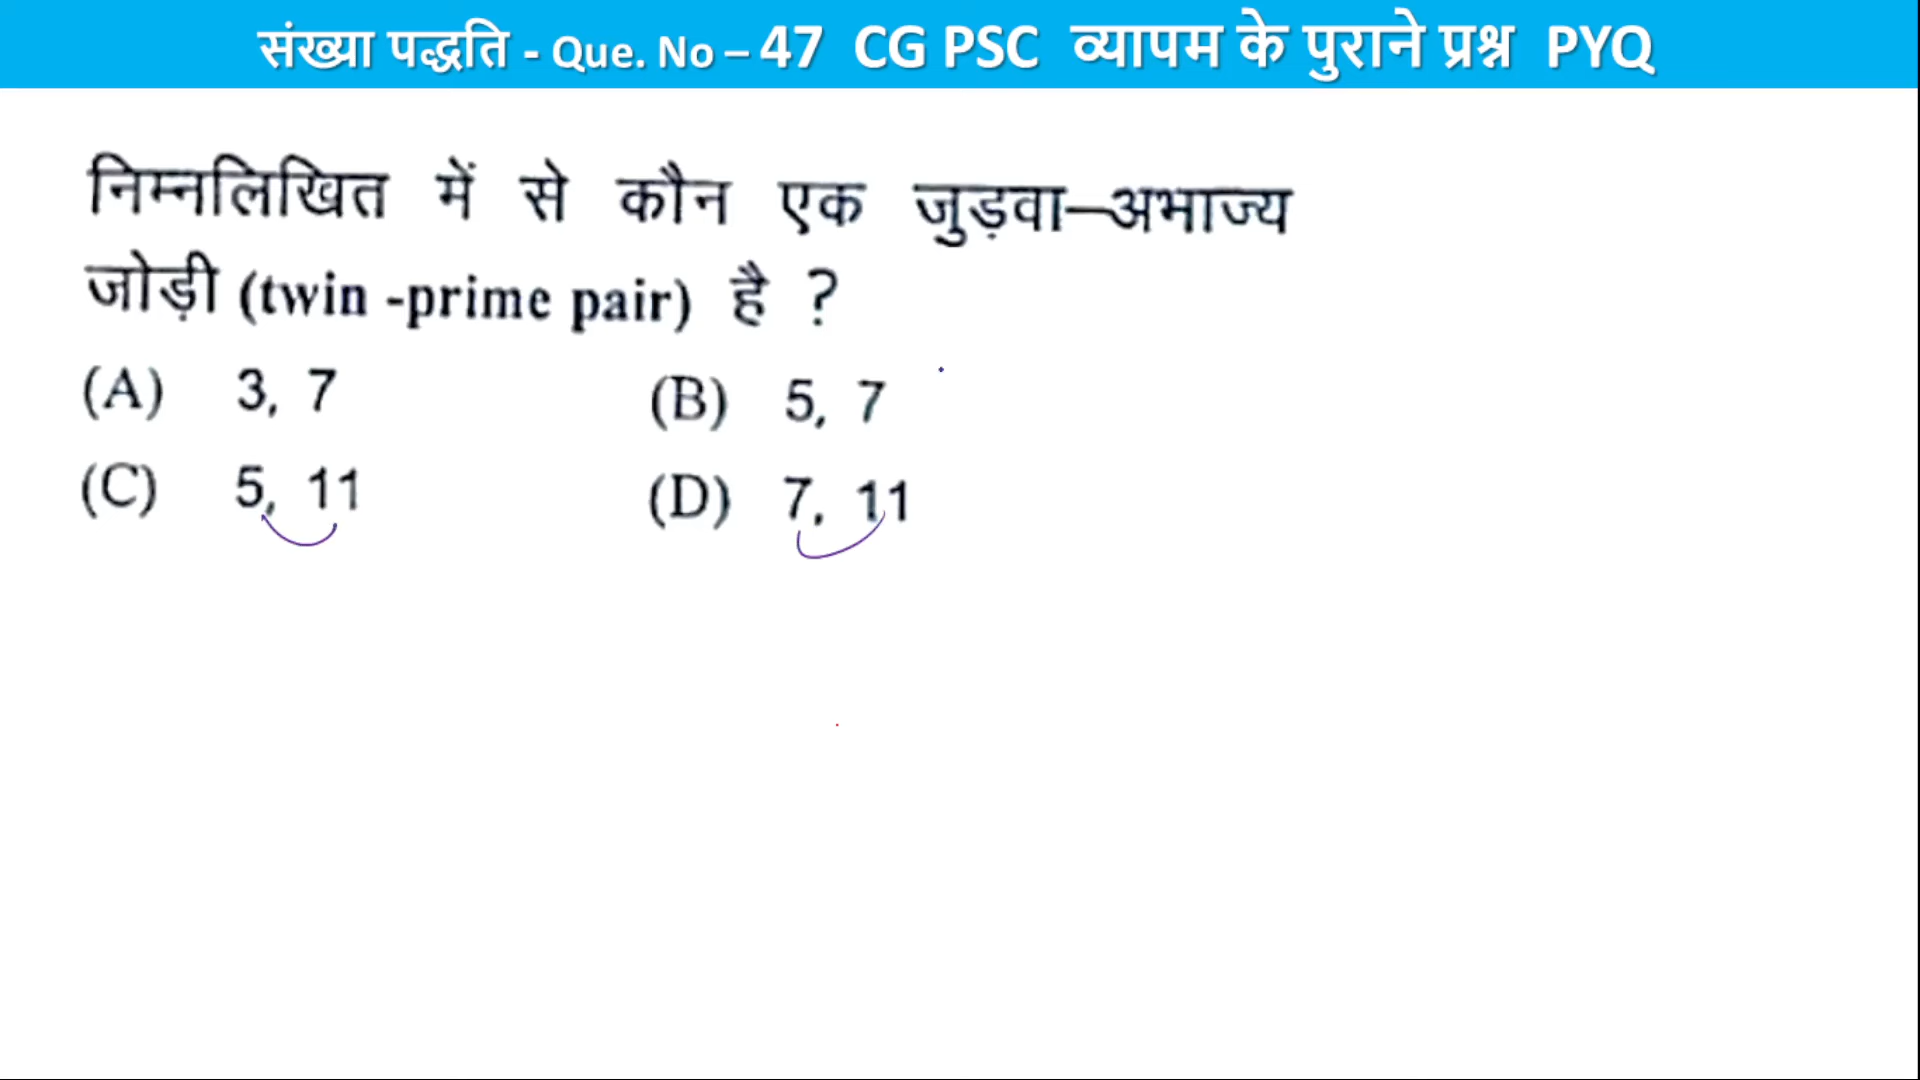 संख्या पद्धति - Que. No – 47 CG PSC व्यापम के पुराने प्रश्न PYQ
निम्नलिखित में से कौन एक जुड़वा–अभाज्य
जोड़ी (twin -prime pair) है ?
(A) 3, 7 (B) 5, 7
(C) 5, 11 (D) 7, 11